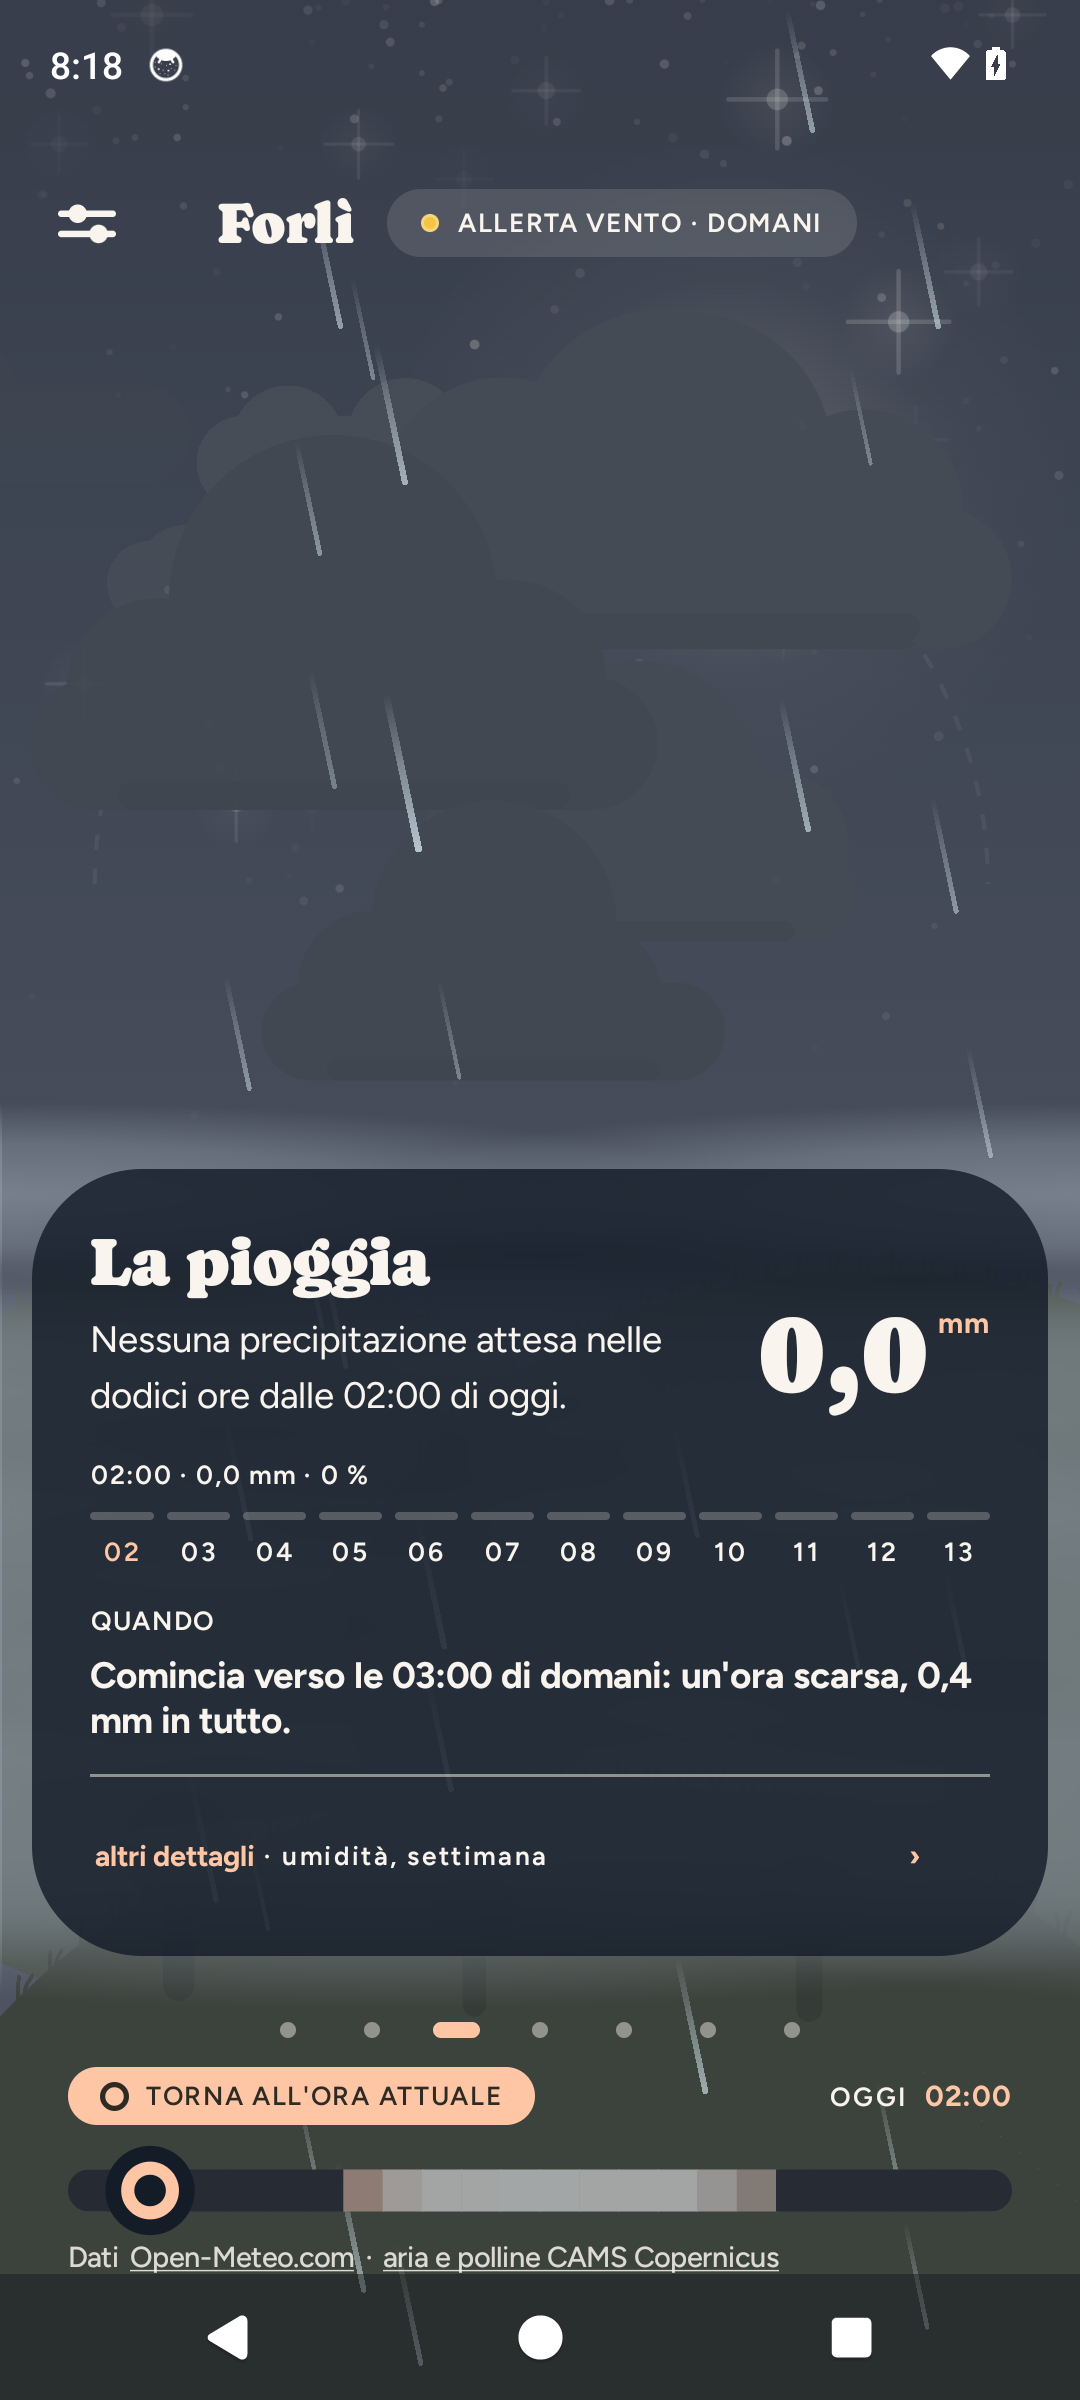 8:18
Forlì
ALLERTA VENTO · DOMANI
La pioggia
Nessuna precipitazione attesa nelle
dodici ore dalle 02:00 di oggi.
0,0 mm
02:00 · 0,0 mm · 0 %
02 03 04 05 06 07 08 09 10 11 12 13
QUANDO
Comincia verso le 03:00 di domani: un'ora scarsa, 0,4
mm in tutto.
altri dettagli · umidità, settimana ›
TORNA ALL'ORA ATTUALE
OGGI 02:00
Dati Open-Meteo.com · aria e polline CAMS Copernicus